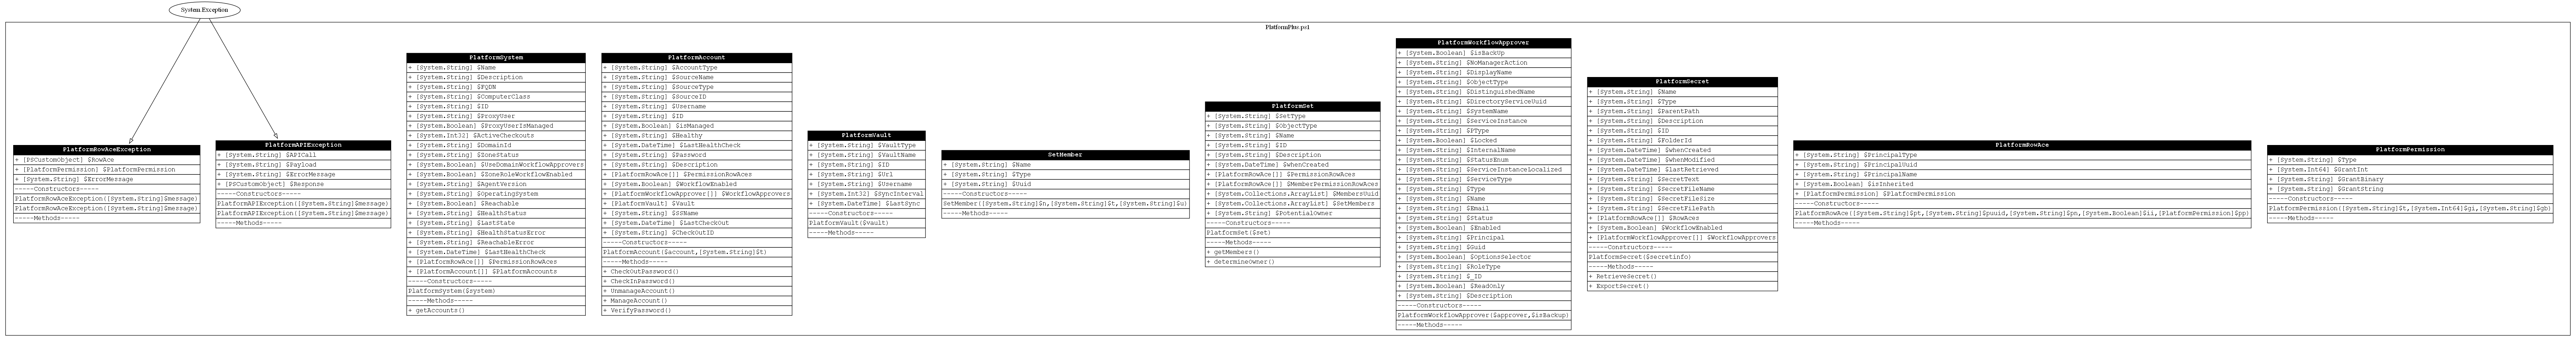 System.Exception
PlatformPlus.ps1
PlatformRowAceException
+ [PSCustomObject] $RowAce
+ [PlatformPermission] $PlatformPermission
+ [System.String] $ErrorMessage
-----Constructors-----
PlatformRowAceException([System.String]$message)
PlatformRowAceException([System.String]$message)
-----Methods-----
PlatformAPIException
+ [System.String] $APICall
+ [System.String] $Payload
+ [System.String] $ErrorMessage
+ [PSCustomObject] $Response
-----Constructors-----
PlatformAPIException([System.String]$message)
PlatformAPIException([System.String]$message)
-----Methods-----
PlatformSystem
+ [System.String] $Name
+ [System.String] $Description
+ [System.String] $FQDN
+ [System.String] $ComputerClass
+ [System.String] $ID
+ [System.String] $ProxyUser
+ [System.Boolean] $ProxyUserIsManaged
+ [System.Int32] $ActiveCheckouts
+ [System.String] $DomainId
+ [System.String] $ZoneStatus
+ [System.Boolean] $UseDomainWorkflowApprovers
+ [System.Boolean] $ZoneRoleWorkflowEnabled
+ [System.String] $AgentVersion
+ [System.String] $OperatingSystem
+ [System.Boolean] $Reachable
+ [System.String] $HealthStatus
+ [System.String] $LastState
+ [System.String] $HealthStatusError
+ [System.String] $ReachableError
+ [System.DateTime] $LastHealthCheck
+ [PlatformRowAce[]] $PermissionRowAces
+ [PlatformAccount[]] $PlatformAccounts
-----Constructors-----
PlatformSystem($system)
-----Methods-----
+ getAccounts()
PlatformAccount
+ [System.String] $AccountType
+ [System.String] $SourceName
+ [System.String] $SourceType
+ [System.String] $SourceID
+ [System.String] $Username
+ [System.String] $ID
+ [System.Boolean] $isManaged
+ [System.String] $Healthy
+ [System.DateTime] $LastHealthCheck
+ [System.String] $Password
+ [System.String] $Description
+ [PlatformRowAce[]] $PermissionRowAces
+ [System.Boolean] $WorkflowEnabled
+ [PlatformWorkflowApprover[]] $WorkflowApprovers
+ [PlatformVault] $Vault
+ [System.String] $SSName
+ [System.DateTime] $LastCheckOut
+ [System.String] $CheckOutID
-----Constructors-----
PlatformAccount($account,[System.String]$t)
-----Methods-----
+ CheckOutPassword()
+ CheckInPassword()
+ UnmanageAccount()
+ ManageAccount()
+ VerifyPassword()
PlatformVault
+ [System.String] $VaultType
+ [System.String] $VaultName
+ [System.String] $ID
+ [System.String] $Url
+ [System.String] $Username
+ [System.Int32] $SyncInterval
+ [System.DateTime] $LastSync
-----Constructors-----
PlatformVault($vault)
-----Methods-----
SetMember
+ [System.String] $Name
+ [System.String] $Type
+ [System.String] $Uuid
-----Constructors-----
SetMember([System.String]$n,[System.String]$t,[System.String]$u)
-----Methods-----
PlatformSet
+ [System.String] $SetType
+ [System.String] $ObjectType
+ [System.String] $Name
+ [System.String] $ID
+ [System.String] $Description
+ [System.DateTime] $whenCreated
+ [PlatformRowAce[]] $PermissionRowAces
+ [PlatformRowAce[]] $MemberPermissionRowAces
+ [System.Collections.ArrayList] $MembersUuid
+ [System.Collections.ArrayList] $SetMembers
+ [System.String] $PotentialOwner
-----Constructors-----
PlatformSet($set)
-----Methods-----
+ getMembers()
+ determineOwner()
PlatformWorkflowApprover
+ [System.Boolean] $isBackUp
+ [System.String] $NoManagerAction
+ [System.String] $DisplayName
+ [System.String] $ObjectType
+ [System.String] $DistinguishedName
+ [System.String] $DirectoryServiceUuid
+ [System.String] $SystemName
+ [System.String] $ServiceInstance
+ [System.String] $PType
+ [System.Boolean] $Locked
+ [System.String] $InternalName
+ [System.String] $StatusEnum
+ [System.String] $ServiceInstanceLocalized
+ [System.String] $ServiceType
+ [System.String] $Type
+ [System.String] $Name
+ [System.String] $Email
+ [System.String] $Status
+ [System.Boolean] $Enabled
+ [System.String] $Principal
+ [System.String] $Guid
+ [System.Boolean] $OptionsSelector
+ [System.String] $RoleType
+ [System.String] $_ID
+ [System.Boolean] $ReadOnly
+ [System.String] $Description
-----Constructors-----
PlatformWorkflowApprover($approver,$isBackup)
-----Methods-----
PlatformSecret
+ [System.String] $Name
+ [System.String] $Type
+ [System.String] $ParentPath
+ [System.String] $Description
+ [System.String] $ID
+ [System.String] $FolderId
+ [System.DateTime] $whenCreated
+ [System.DateTime] $whenModified
+ [System.DateTime] $lastRetrieved
+ [System.String] $SecretText
+ [System.String] $SecretFileName
+ [System.String] $SecretFileSize
+ [System.String] $SecretFilePath
+ [PlatformRowAce[]] $RowAces
+ [System.Boolean] $WorkflowEnabled
+ [PlatformWorkflowApprover[]] $WorkflowApprovers
-----Constructors-----
PlatformSecret($secretinfo)
-----Methods-----
+ RetrieveSecret()
+ ExportSecret()
PlatformRowAce
+ [System.String] $PrincipalType
+ [System.String] $PrincipalUuid
+ [System.String] $PrincipalName
+ [System.Boolean] $isInherited
+ [PlatformPermission] $PlatformPermission
-----Constructors-----
PlatformRowAce([System.String]$pt,[System.String]$puuid,[System.String]$pn,[System.Boolean]$ii,[PlatformPermission]$pp)
-----Methods-----
PlatformPermission
+ [System.String] $Type
+ [System.Int64] $GrantInt
+ [System.String] $GrantBinary
+ [System.String] $GrantString
-----Constructors-----
PlatformPermission([System.String]$t,[System.Int64]$gi,[System.String]$gb)
-----Methods-----